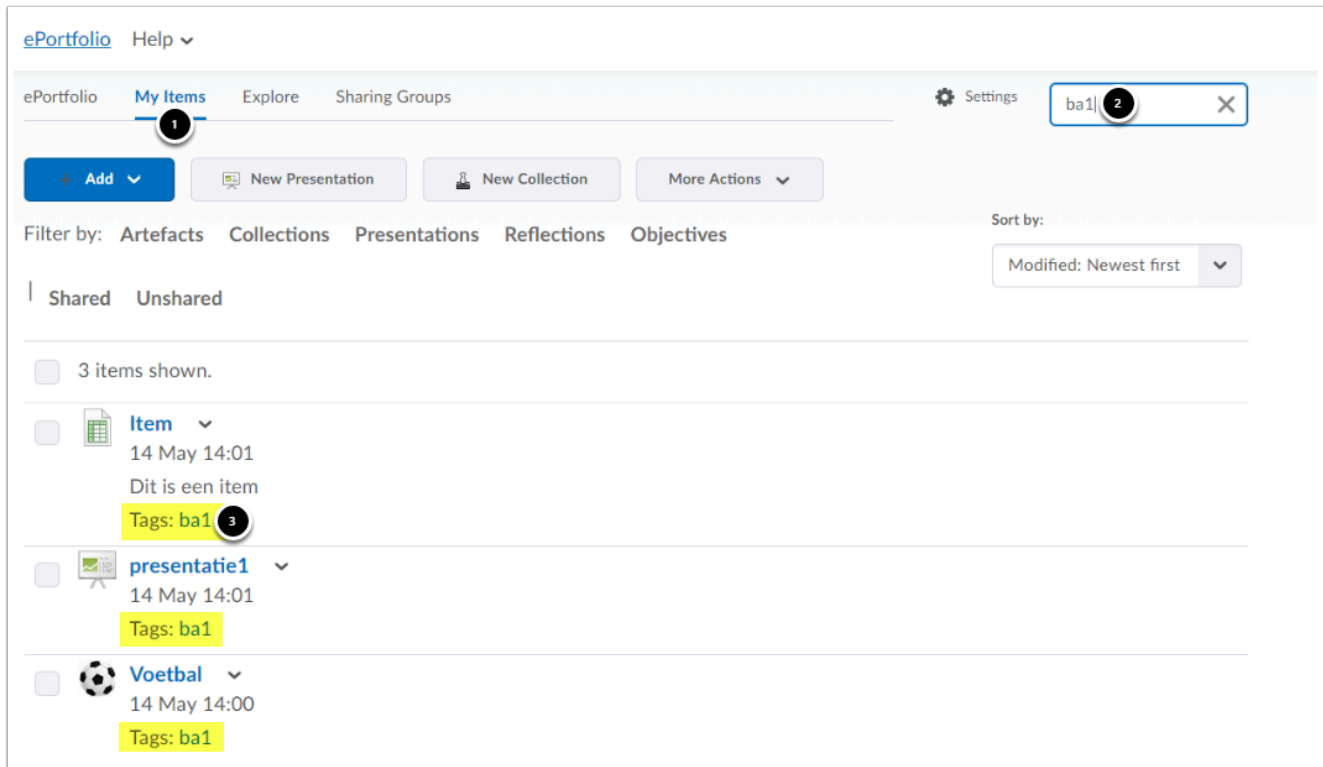 ePortfolio Help
ePortfolio My Items Explore Sharing Groups Settings ba1 2
1
Add New Presentation New Collection More Actions
Sort by:
Filter by: Artefacts Collections Presentations Reflections Objectives
Modified: Newest first
| Shared Unshared
3 items shown.
Item
14 May 14:01
Dit is een item
Tags: ba1 3
presentatie1
14 May 14:01
Tags: ba1
Voetbal
14 May 14:00
Tags: ba1